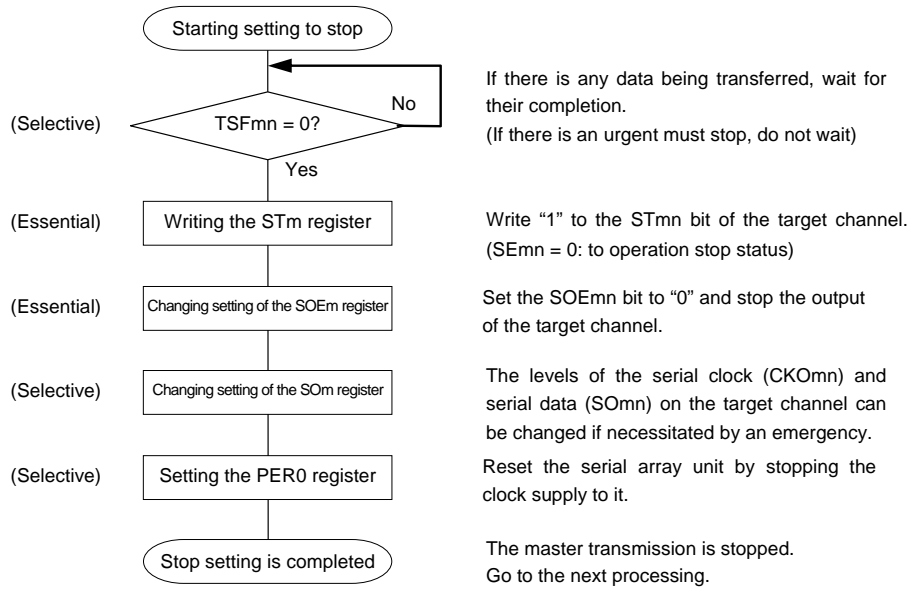 Starting setting to stop
No
(Selective)
TSFmn = 0?
If there is any data being transferred, wait for
their completion.
(If there is an urgent must stop, do not wait)
Yes
(Essential)
Writing the STm register
Write “1” to the STmn bit of the target channel.
(SEmn = 0: to operation stop status)
(Essential)
Changing setting of the SOEm register
Set the SOEmn bit to “0” and stop the output
of the target channel.
(Selective)
Changing setting of the SOm register
The levels of the serial clock (CKOmn) and
serial data (SOmn) on the target channel can
be changed if necessitated by an emergency.
(Selective)
Setting the PER0 register
Reset the serial array unit by stopping the
clock supply to it.
Stop setting is completed
The master transmission is stopped.
Go to the next processing.